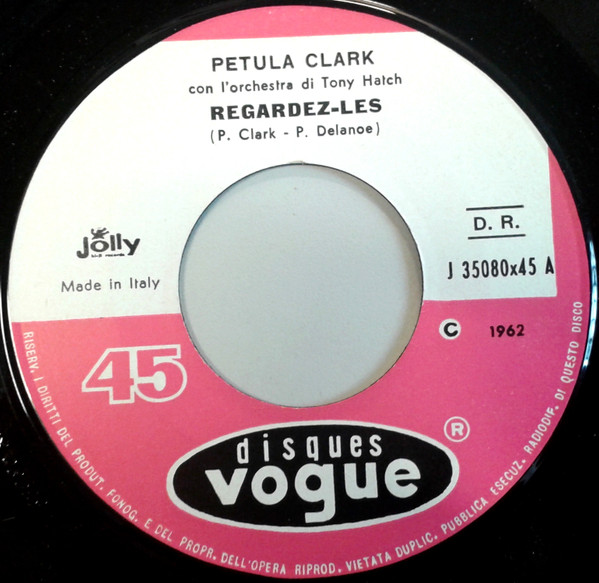 PETULA CLARK
con l'orchestra di Tony Hatch
REGARDEZ-LES
(P. Clark - P. Delanoe)
Jolly
Made in Italy
D. R.
J 35080x45 A
© 1962
45
disques
vogue
®
RISERV. I DIRITTI DEL PRODUT. FONOG. E DEL PROPR. DELL'OPERA RIPROD. VIETATA DUPLIC. PUBBLICA ESECUZ. RADIODIF. DI QUESTO DISCO